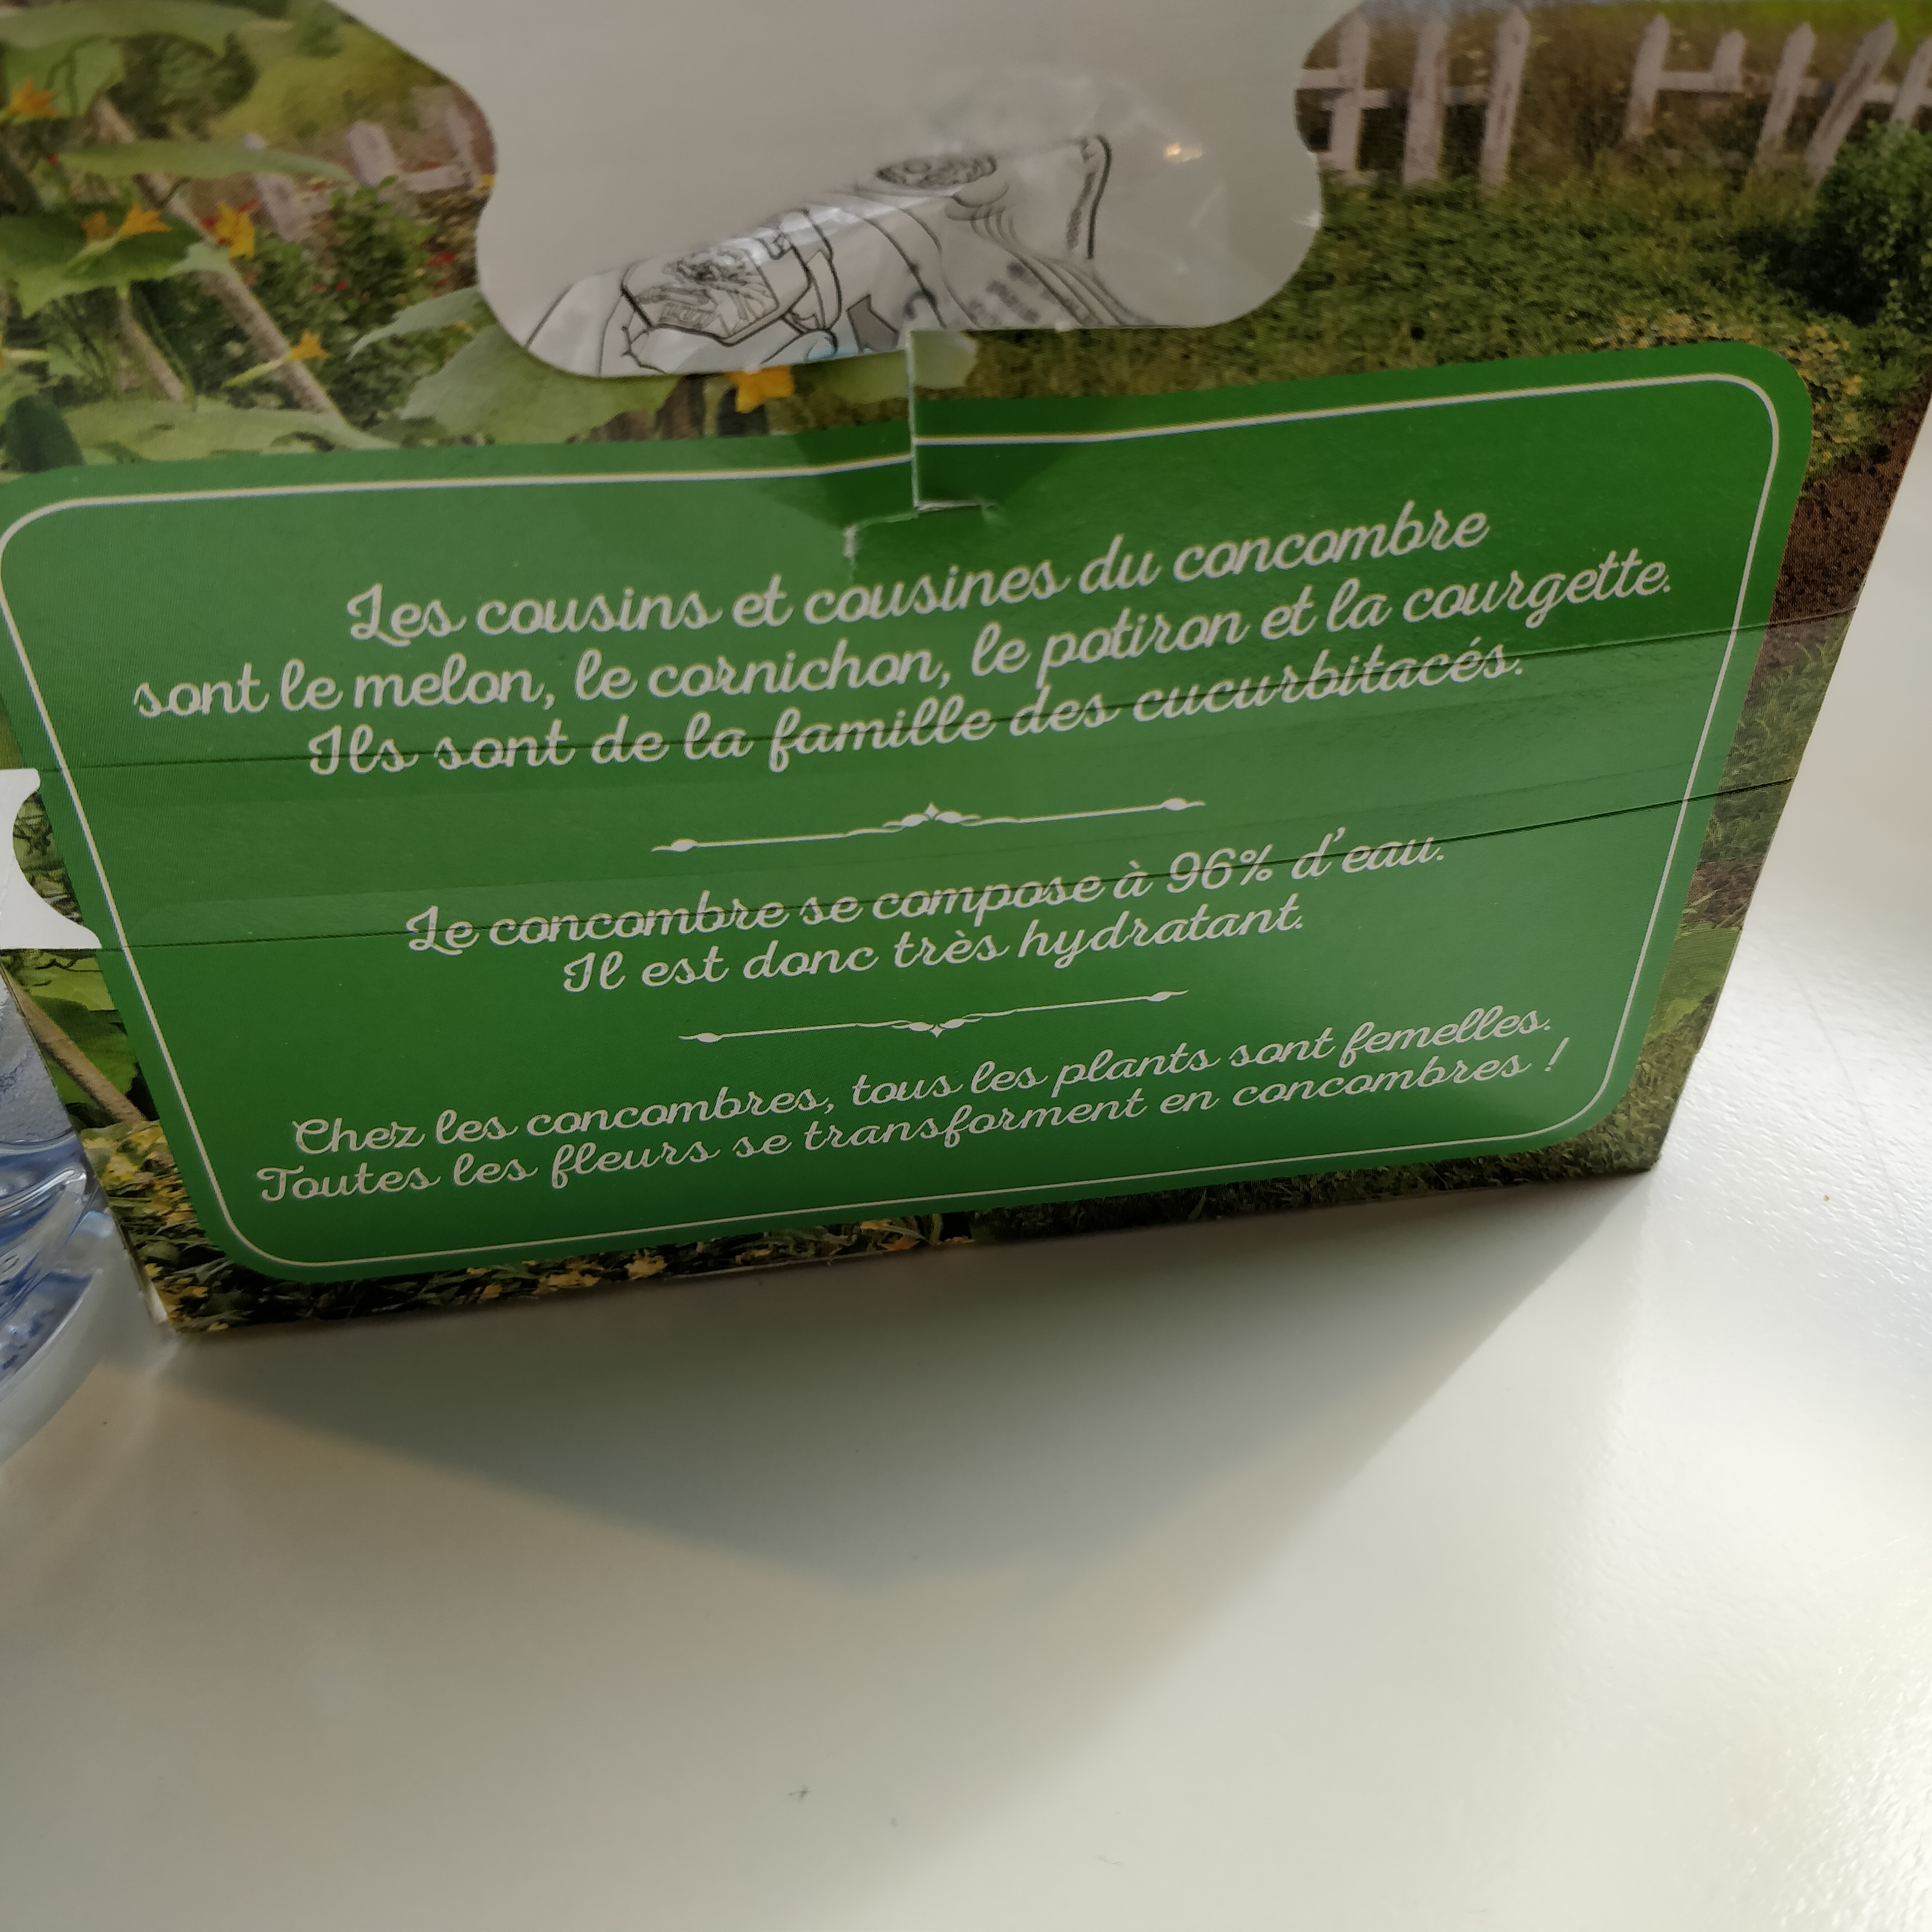 Les cousins et cousines du concombre
sont le melon, le cornichon, le potiron et la courgette.
Ils sont de la famille des cucurbitacés.
Le concombre se compose à 96% d'eau.
Il est donc très hydratant.
Chez les concombres, tous les plants sont femelles.
Toutes les fleurs se transforment en concombres !